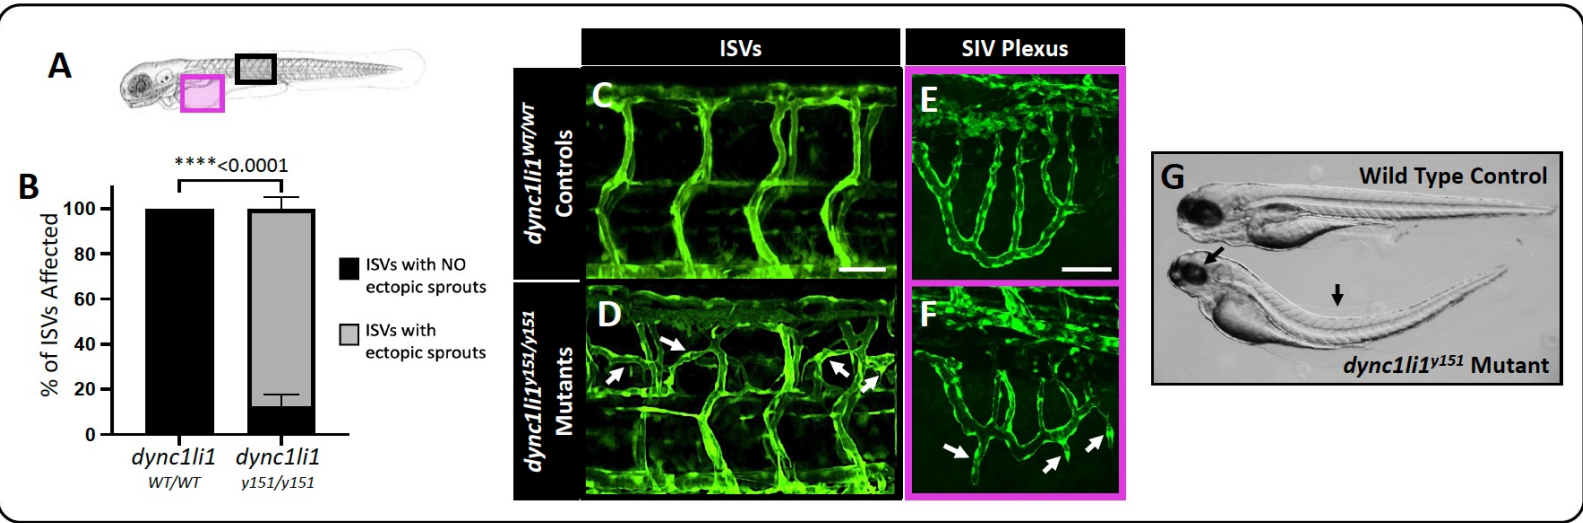 A
B
****<0.0001
% of ISVs Affected
100
80
60
40
20
0
dync1li1
WT/WT
dync1li1
y151/y151
ISVs with NO
ectopic sprouts
ISVs with
ectopic sprouts
ISVs
SIV Plexus
dync1li1WT/WT
Controls
dync1li1y151/y151
Mutants
C
D
E
F
G
Wild Type Control
dync1li1y151 Mutant